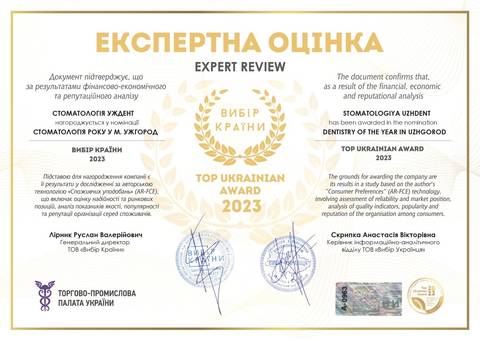 ЕКСПЕРТНА ОЦІНКА
EXPERT REVIEW
Документ підтверджує, що
за результатами фінансово-економічного
та репутаційного аналізу
СТОМАТОЛОГІЯ УЖДЕНТ
нагороджується у номінації
СТОМАТОЛОГІЯ РОКУ У М. УЖГОРОД
ВИБІР КРАЇНИ
2023
Підставою для нагородження компанії є
її результати у дослідженні за авторською
технологією «Споживчих уподобань» (AR-FCE),
що включає оцінку надійності та ринкових
позицій, аналіз показників якості, популярності
та репутації організації серед споживачів.
ВИБІР
КРАЇНИ
TOP UKRAINIAN
AWARD
2023
The document confirms that,
as a result of the financial, economic
and reputational analysis
STOMATOLOGIYA UZHDENT
has been awarded in the nomination
DENTISTRY OF THE YEAR IN UZHGOROD
TOP UKRAINIAN AWARD
2023
The grounds for awarding the company are
its results in a study based on the author's
"Consumer Preferences" (AR-FCE) technology,
involving assessment of reliability and market position,
analysis of quality indicators, popularity and
reputation of the organisation among consumers.
Лірник Руслан Валерійович
Генеральний директор
ТОВ «Вибір Країни»
Скрипка Анастасія Вікторівна
Керівник інформаційно-аналітичного
відділу ТОВ «Вибір Українця»
ТОРГОВО-ПРОМИСЛОВА
ПАЛАТА УКРАЇНИ
A-0963